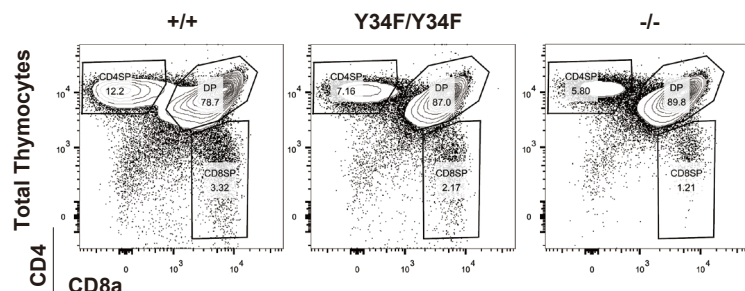 +/+ Y34F/Y34F -/-
Total Thymocytes
CD4SP
12.2
DP
78.7
CD8SP
3.32
10⁴
10³
0
0 10³ 10⁴
CD4SP
7.16
DP
87.0
CD8SP
2.17
10⁴
10³
0
0 10³ 10⁴
CD4SP
5.80
DP
89.8
CD8SP
1.21
10⁴
10³
0
0 10³ 10⁴
CD4
CD8a